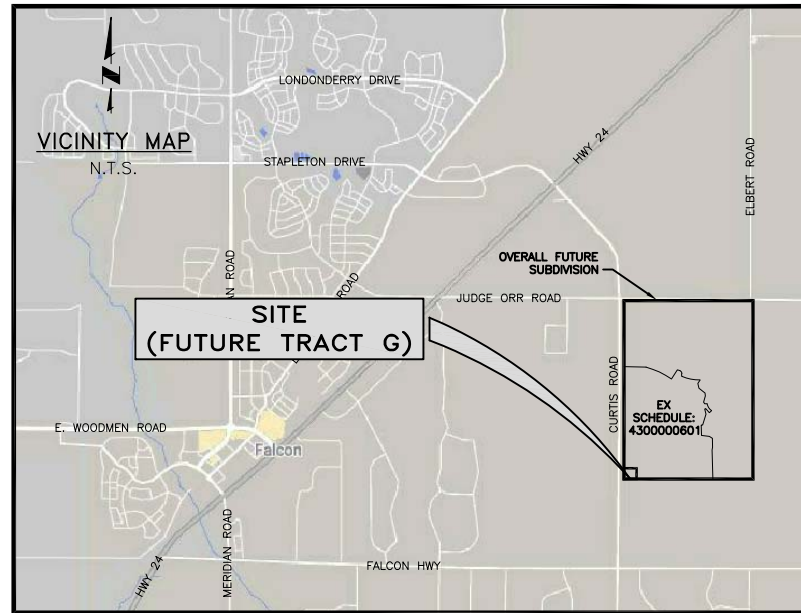 LONDONDERRY DRIVE
N
VICINITY MAP
N.T.S.
STAPLETON DRIVE
HWY 24
ELBERT ROAD
OVERALL FUTURE
SUBDIVISION
JUDGE ORR ROAD
ROAD
SITE
(FUTURE TRACT G)
CURTIS ROAD
EX
SCHEDULE:
4300000601
E. WOODMEN ROAD
Falcon
MERIDIAN ROAD
HWY 24
FALCON HWY